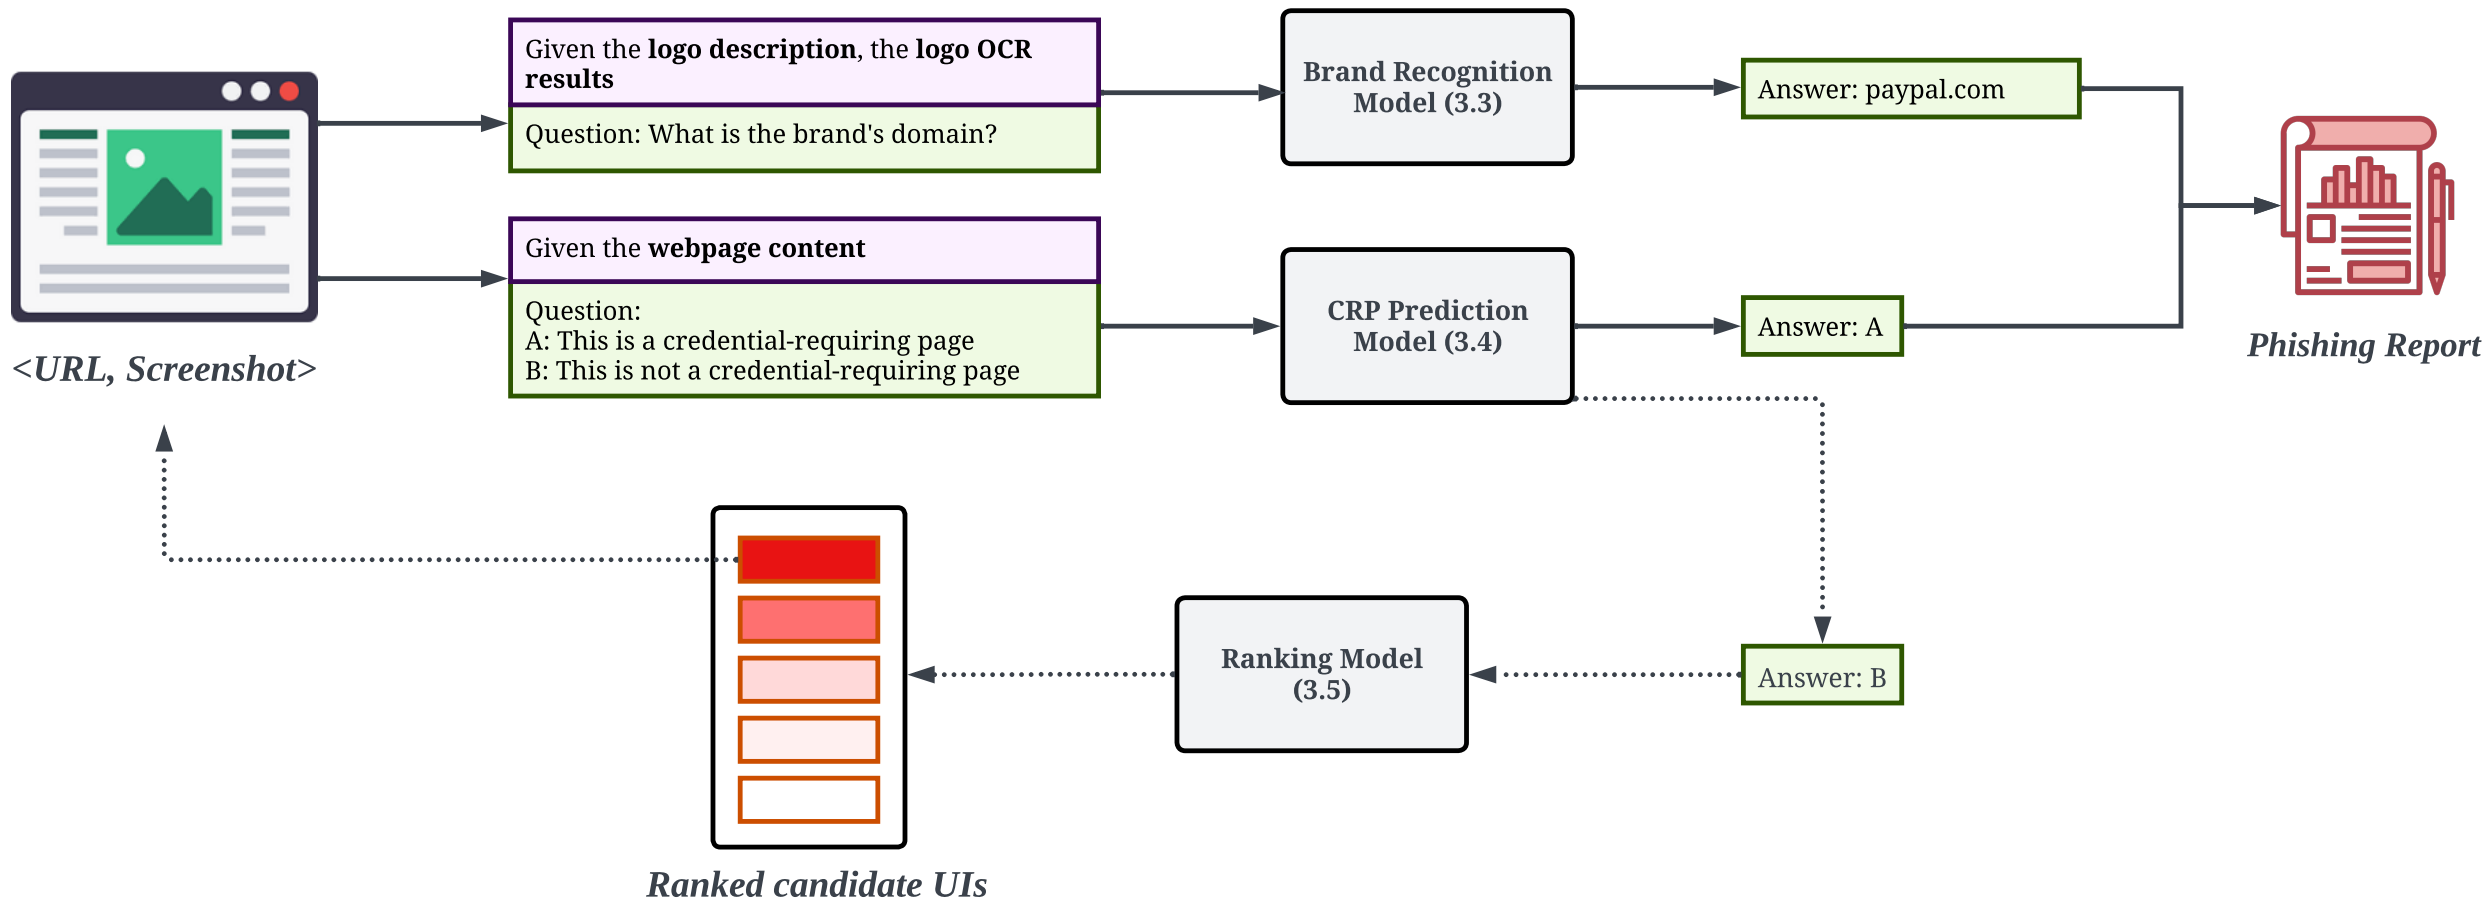 Given the logo description, the logo OCR
results
Question: What is the brand's domain?
Brand Recognition
Model (3.3)
Answer: paypal.com
<URL, Screenshot>
Given the webpage content
Question:
A: This is a credential-requiring page
B: This is not a credential-requiring page
CRP Prediction
Model (3.4)
Answer: A
Phishing Report
Ranking Model
(3.5)
Answer: B
Ranked candidate UIs